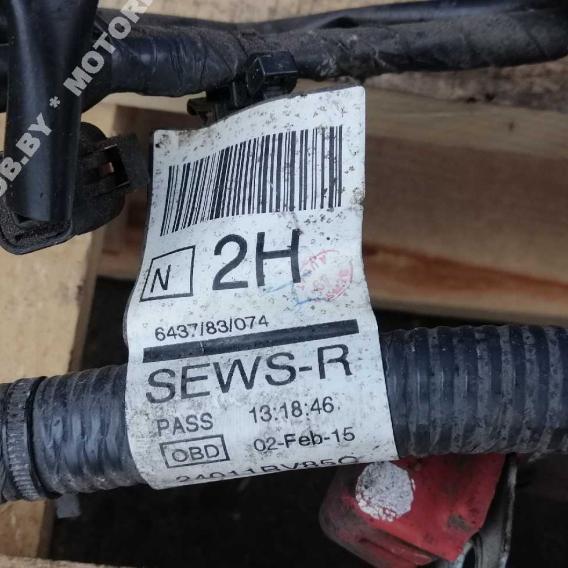 N 2H
6437/83/074
SEWS-R
PASS 13:18:46
OBD 02-Feb-15